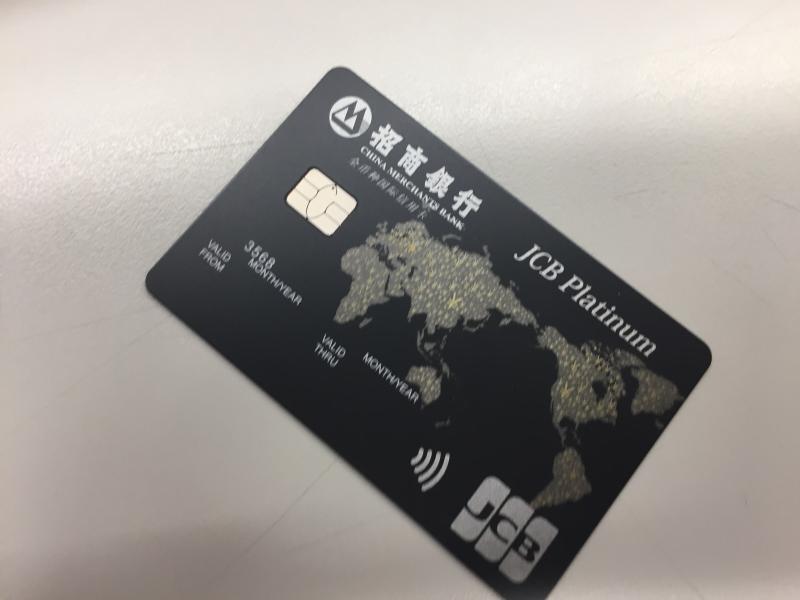 招商银行
CHINA MERCHANTS BANK
全币种国际信用卡
JCB Platinum
3568
VALID FROM
MONTH/YEAR
VALID THRU
MONTH/YEAR
JCB